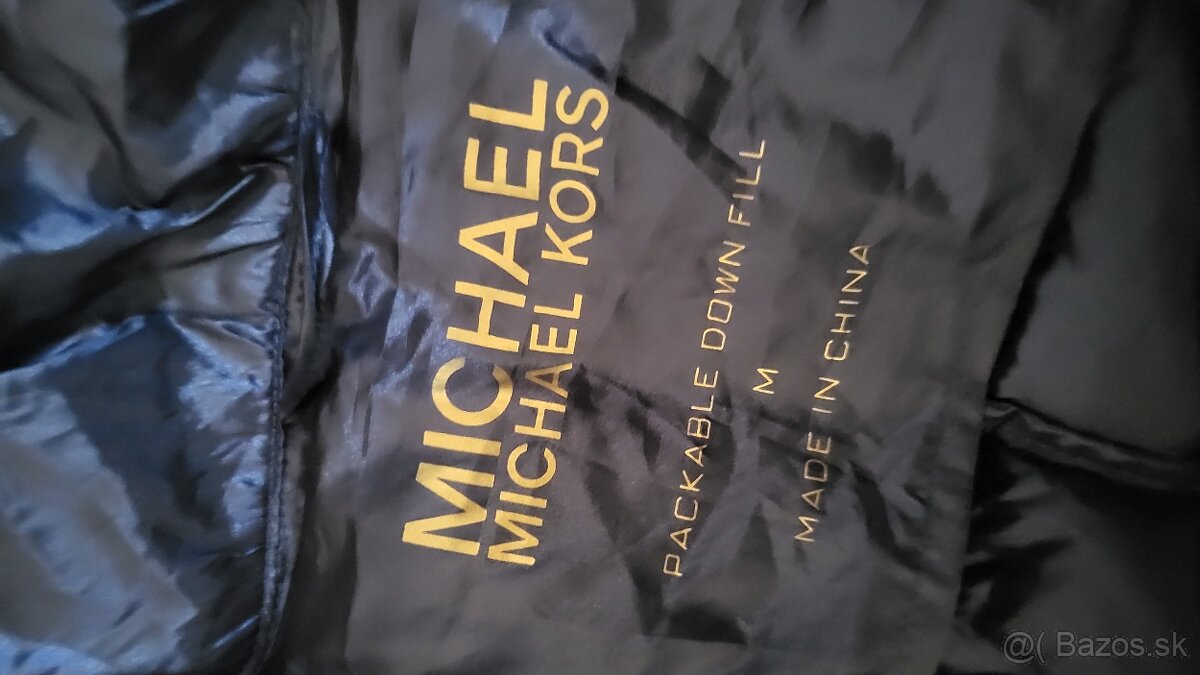 MICHAEL
MICHAEL KORS
PACKABLE DOWN FILL
M
MADE IN CHINA
@( Bazos.sk